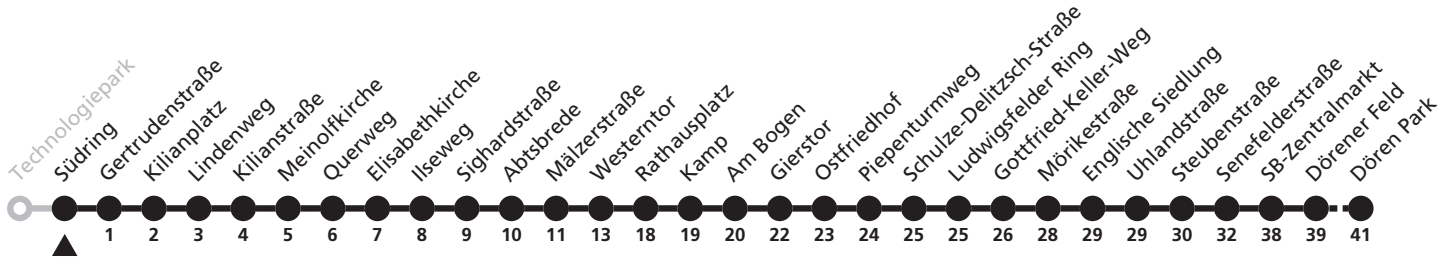 Technologiepark
Südring
Gertrudenstraße
Kilianplatz
Lindenweg
Kilianstraße
Meinolfkirche
Querweg
Elisabethkirche
Ilseweg
Sighardstraße
Abtsbrede
Mälzerstraße
Westerntor
Rathausplatz
Kamp
Am Bogen
Gierstor
Ostfriedhof
Piepenturmweg
Schulze-Delitzsch-Straße
Ludwigsfelder Ring
Gottfried-Keller-Weg
Mörikestraße
Englische Siedlung
Uhlandstraße
Steubenstraße
Senefelderstraße
SB-Zentralmarkt
Dörener Feld
Dören Park
1 2 3 4 5 6 7 8 9 10 11 13 18 19 20 22 23 24 25 25 26 28 29 29 30 32 38 39 41